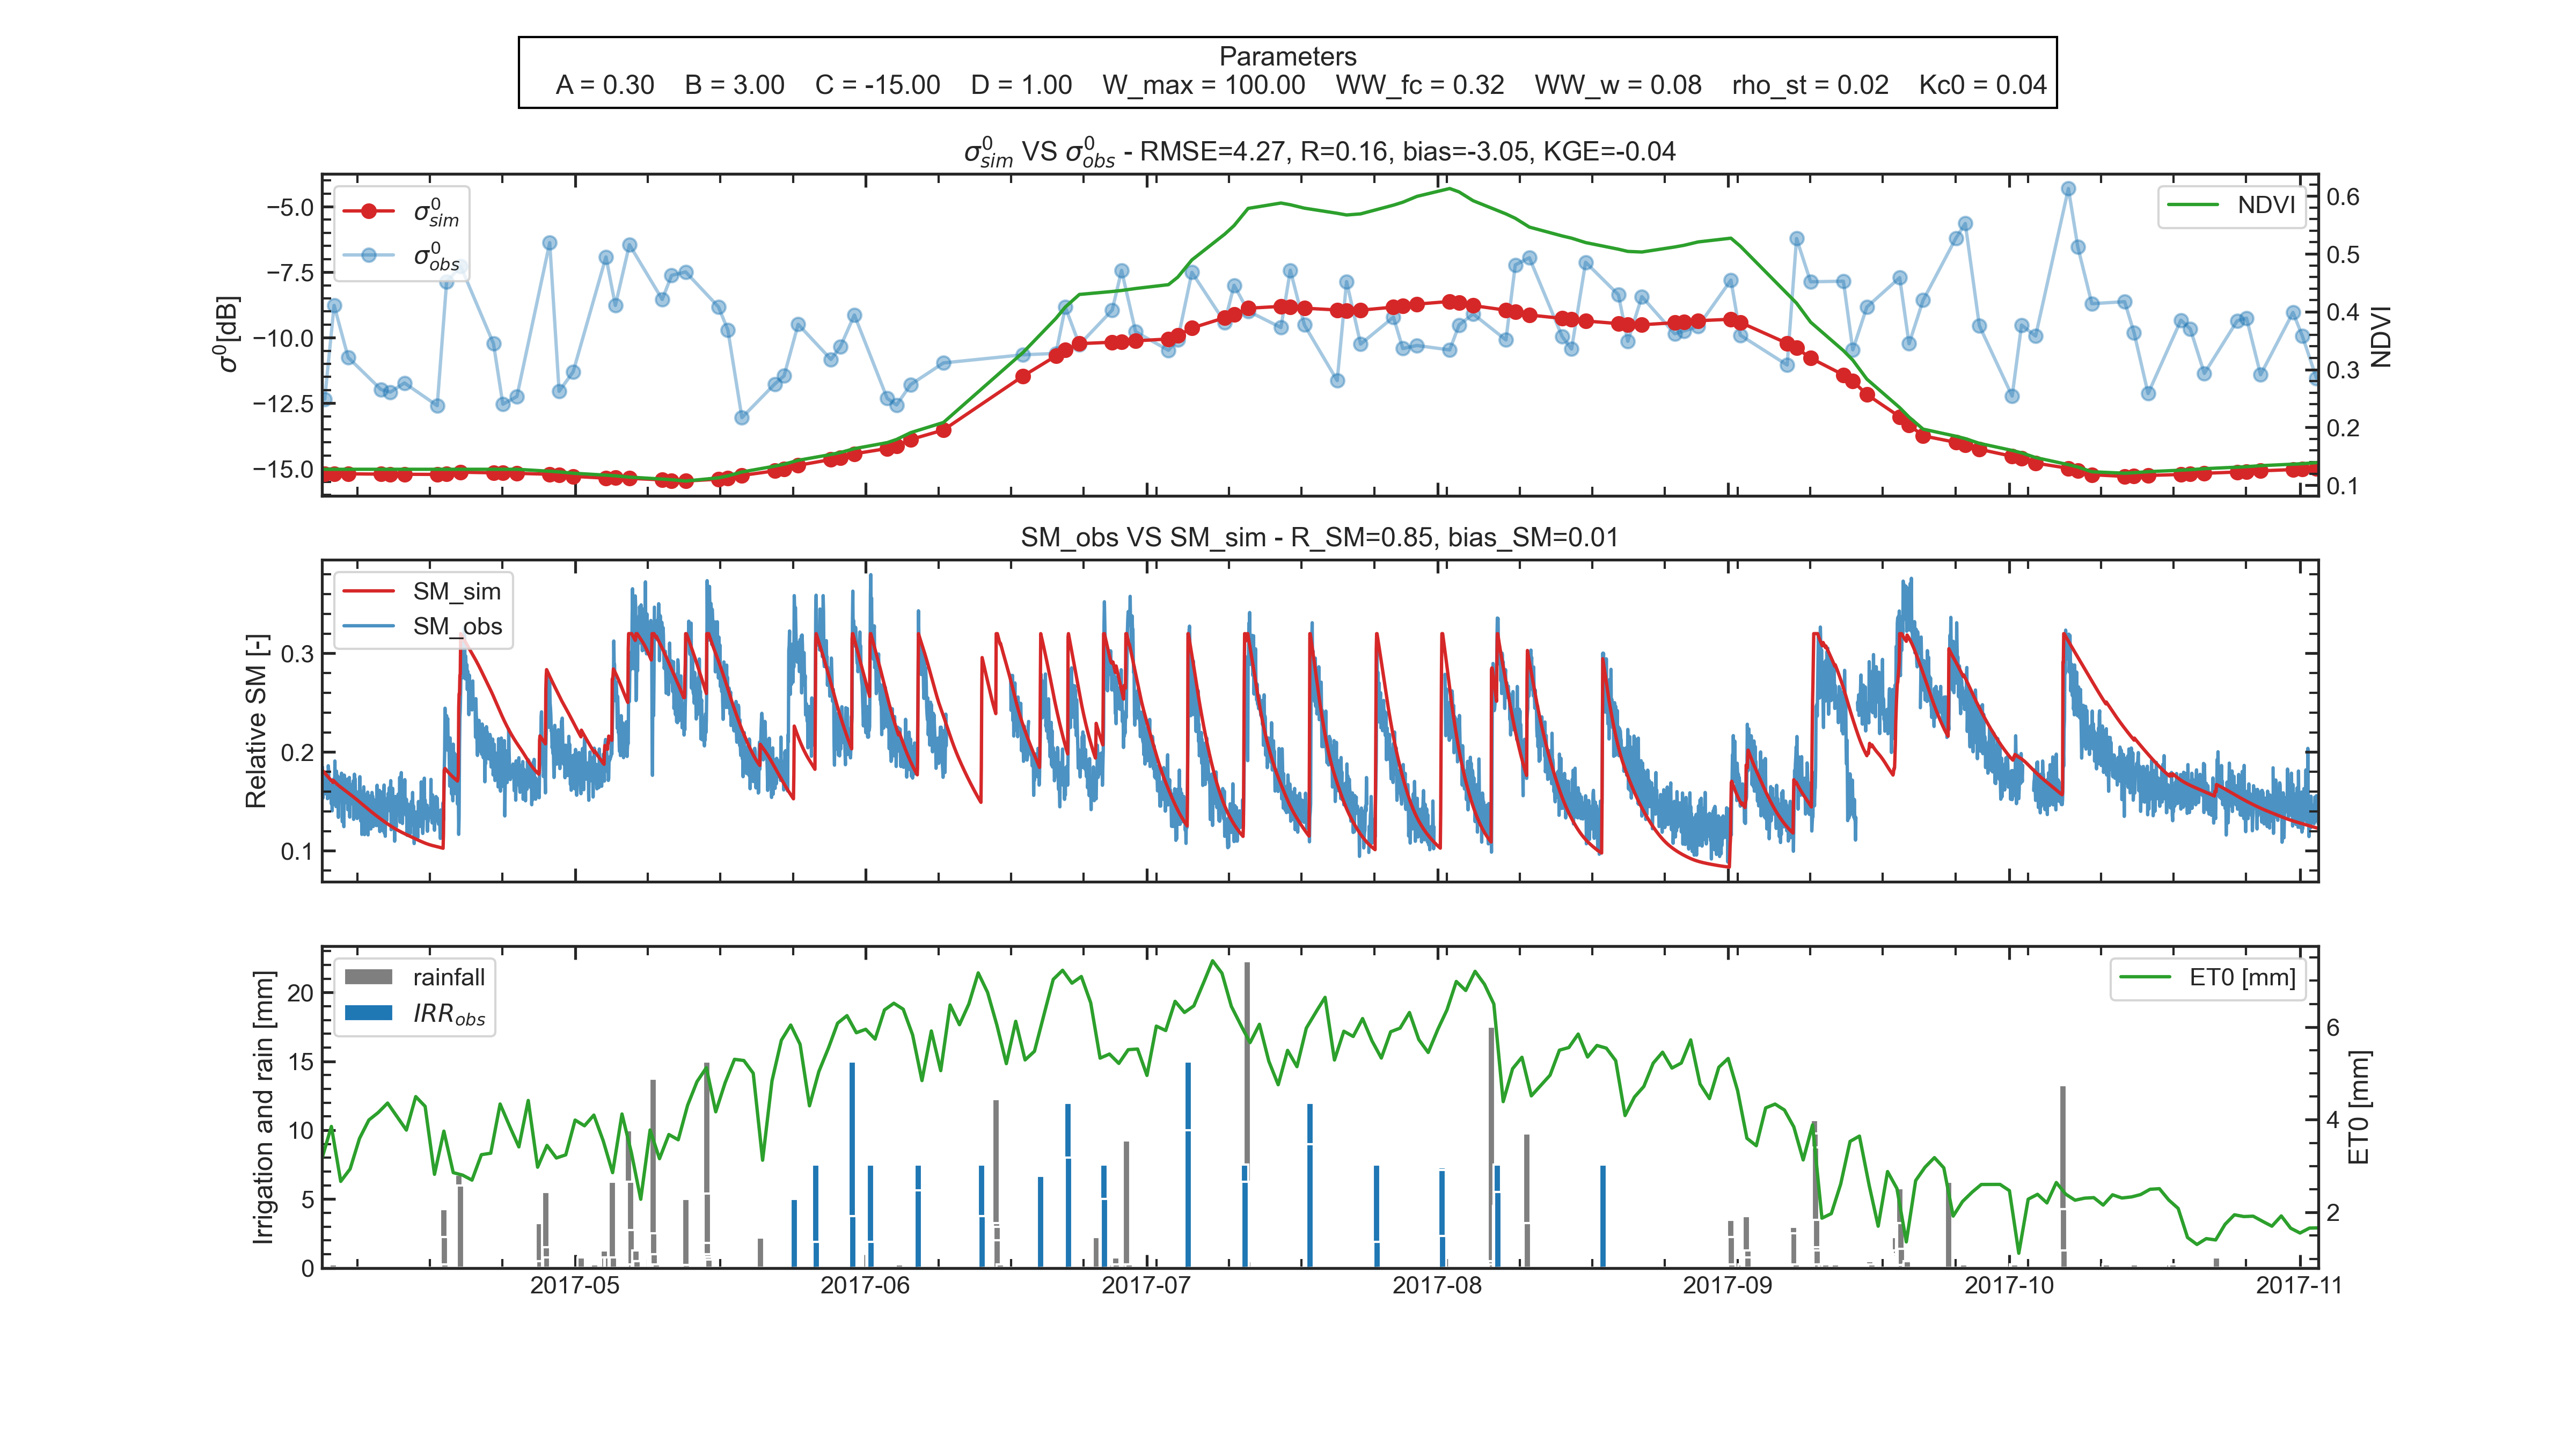 Parameters
A = 0.30 B = 3.00 C = -15.00 D = 1.00 W_max = 100.00 WW_fc = 0.32 WW_w = 0.08 rho_st = 0.02 Kc0 = 0.04
σ⁰sim VS σ⁰obs - RMSE=4.27, R=0.16, bias=-3.05, KGE=-0.04
σ⁰sim
σ⁰obs
NDVI
−5.0
−7.5
−10.0
−12.5
−15.0
σ⁰[dB]
0.6
0.5
0.4
0.3
0.2
0.1
NDVI
SM_obs VS SM_sim - R_SM=0.85, bias_SM=0.01
SM_sim
SM_obs
0.3
0.2
0.1
Relative SM [-]
rainfall
IRRobs
ET0 [mm]
20
15
10
5
0
Irrigation and rain [mm]
6
4
2
ET0 [mm]
2017-05 2017-06 2017-07 2017-08 2017-09 2017-10 2017-11